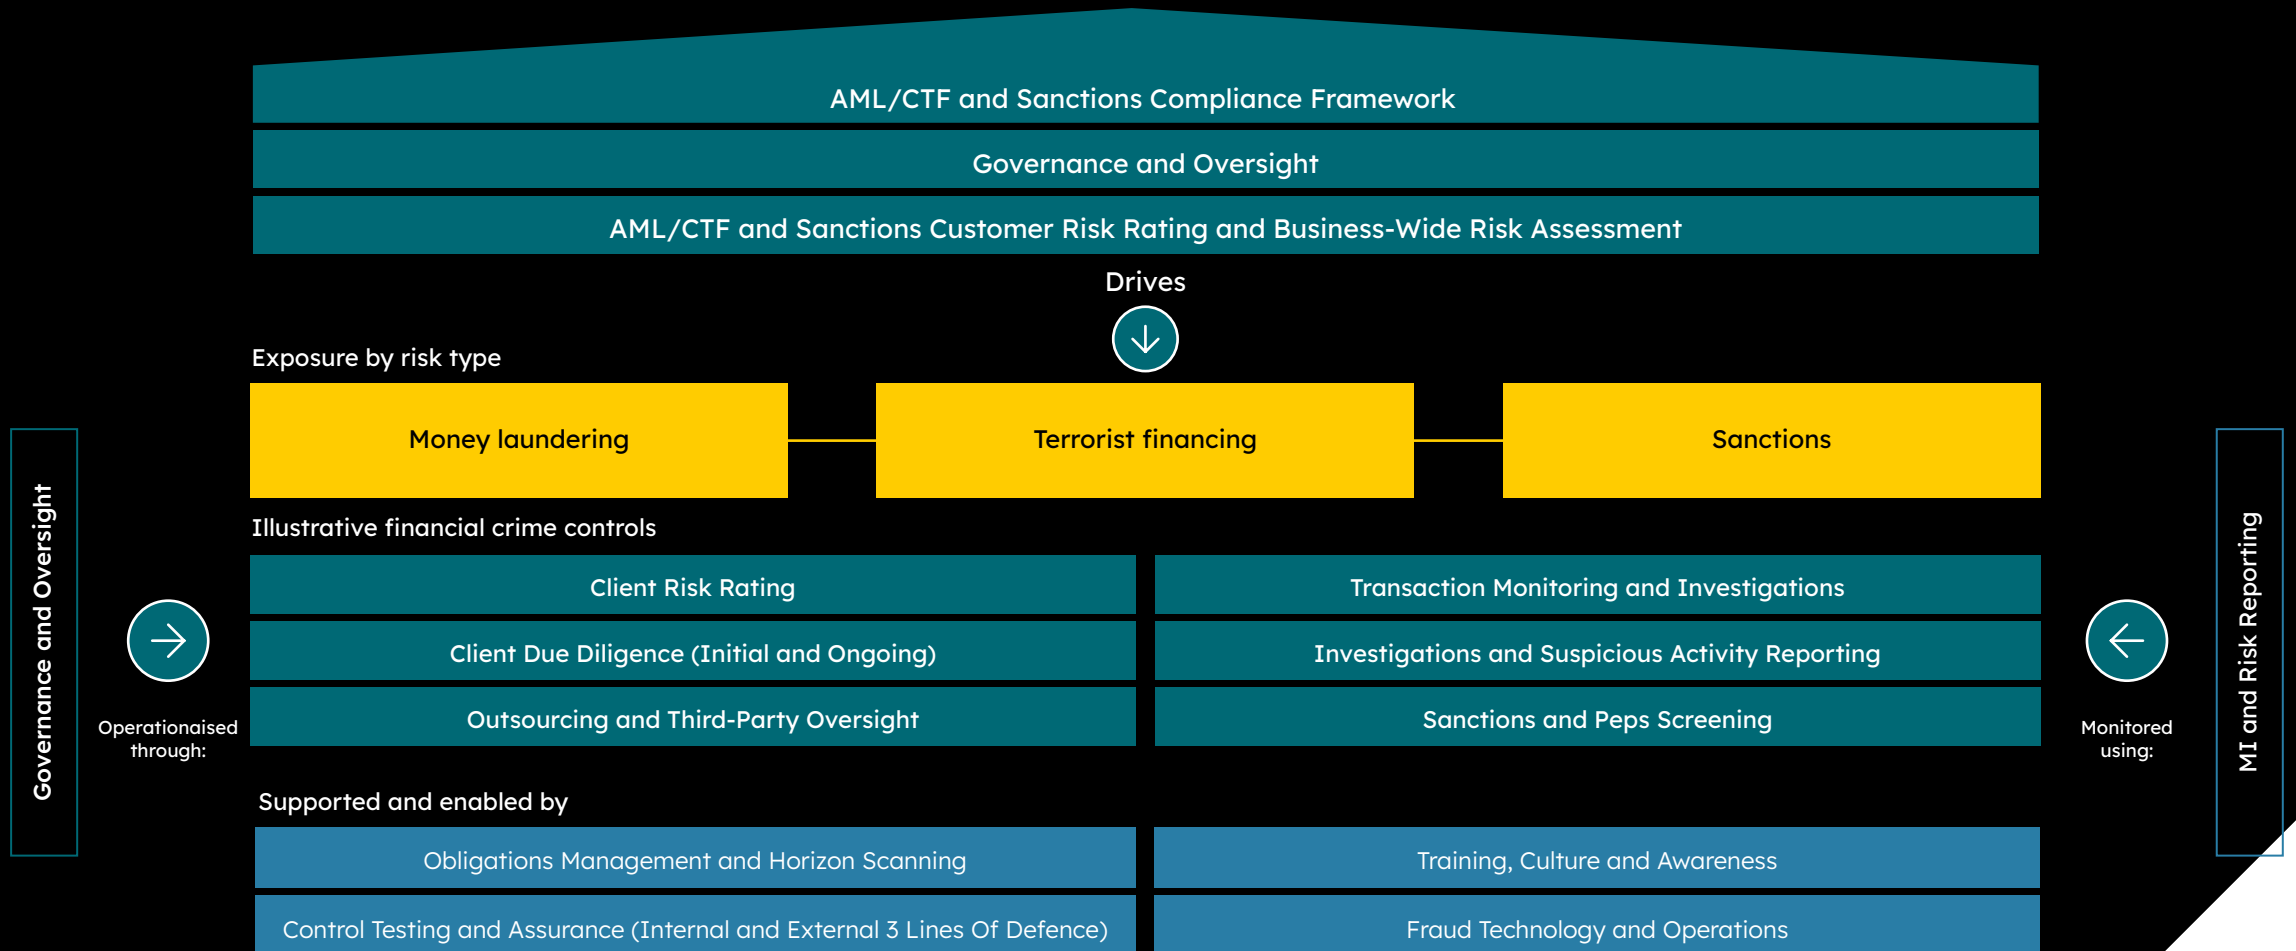 AML/CTF and Sanctions Compliance Framework
Governance and Oversight
AML/CTF and Sanctions Customer Risk Rating and Business-Wide Risk Assessment
Drives
Exposure by risk type
Money laundering
Terrorist financing
Sanctions
Illustrative financial crime controls
Client Risk Rating
Transaction Monitoring and Investigations
Client Due Diligence (Initial and Ongoing)
Investigations and Suspicious Activity Reporting
Outsourcing and Third-Party Oversight
Sanctions and Peps Screening
Governance and Oversight
Operationaised
through:
Monitored
using:
MI and Risk Reporting
Supported and enabled by
Obligations Management and Horizon Scanning
Training, Culture and Awareness
Control Testing and Assurance (Internal and External 3 Lines Of Defence)
Fraud Technology and Operations